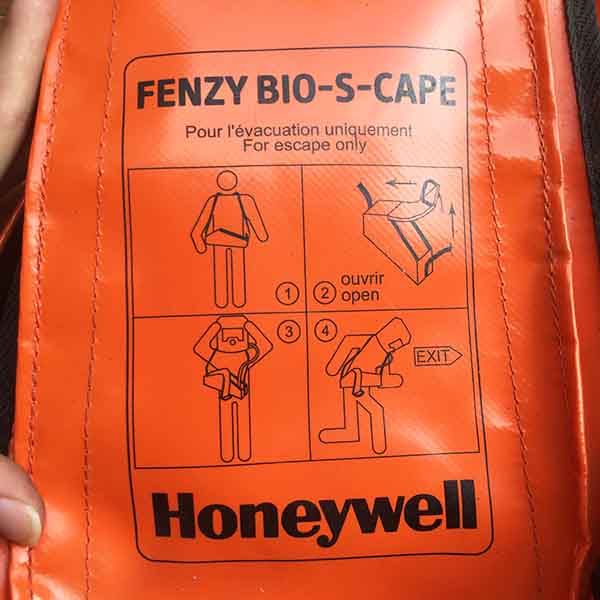 FENZY BIO-S-CAPE
Pour l'évacuation uniquement
For escape only
1
2 ouvrir
open
3
4
EXIT
Honeywell